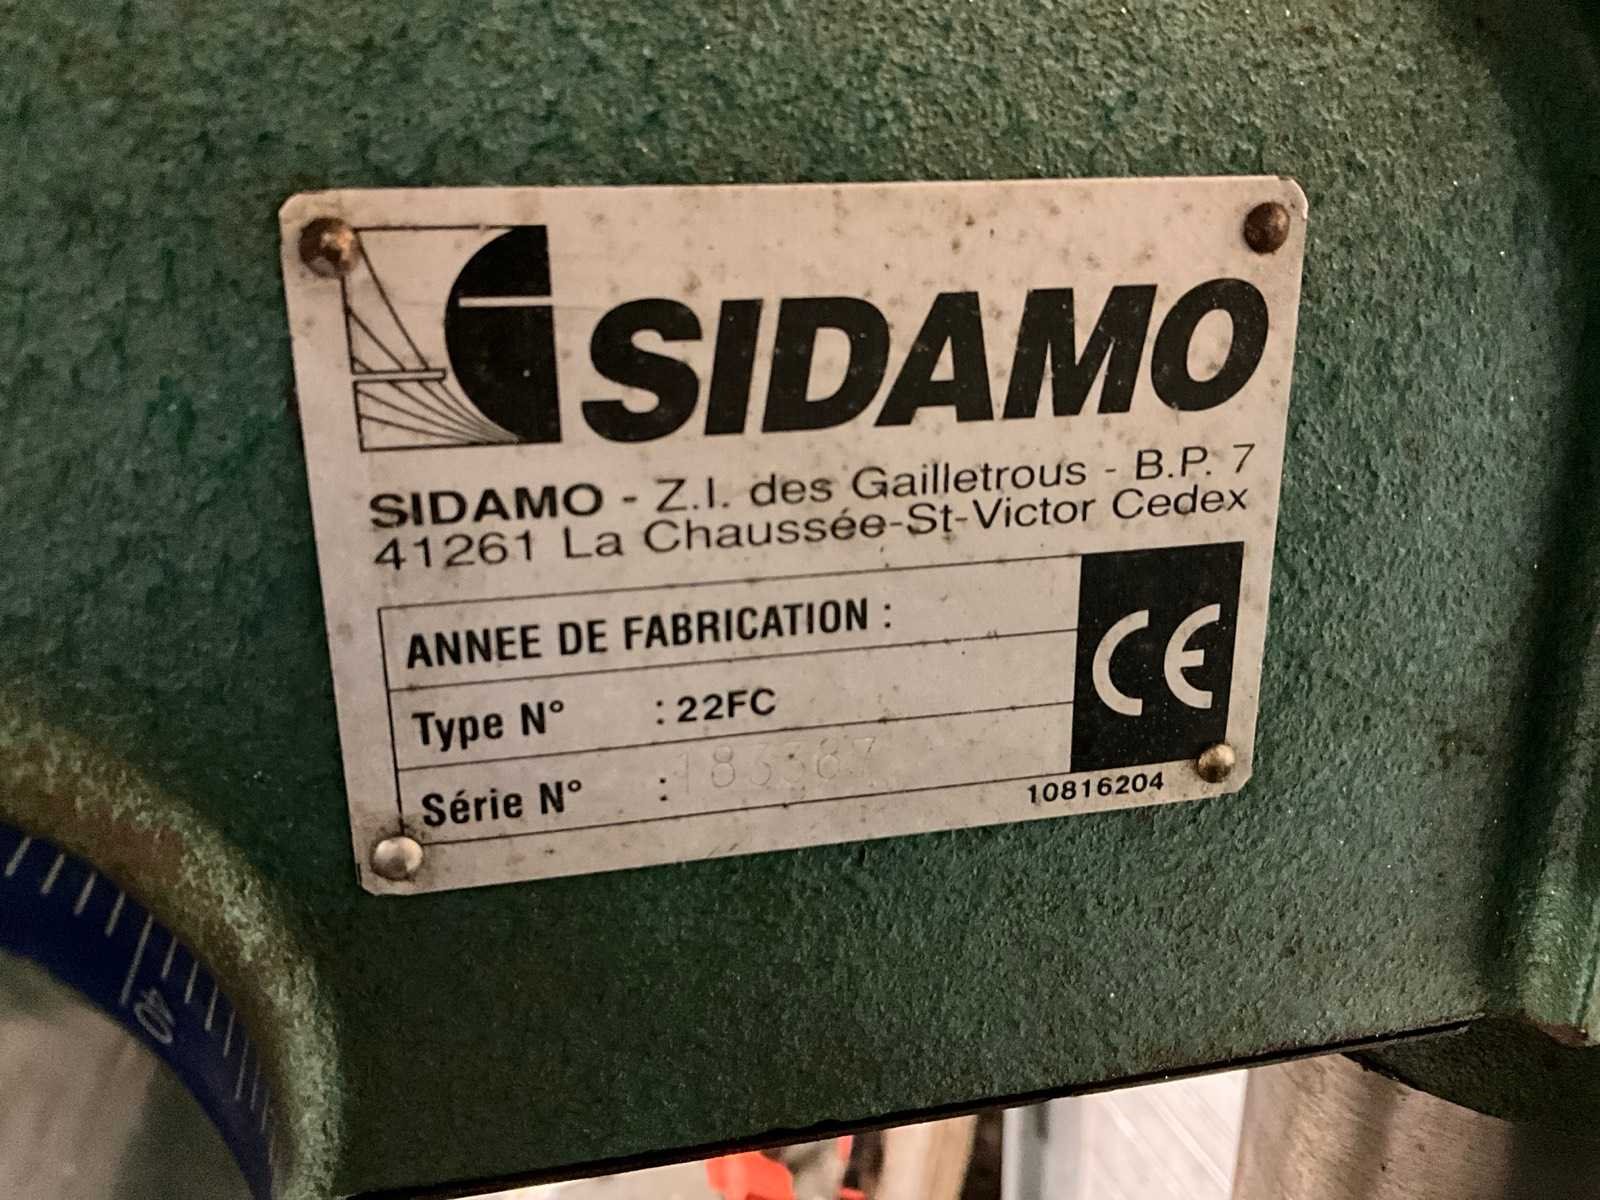 SIDAMO
SIDAMO - Z.I. des Gailletrous - B.P. 7
41261 La Chaussée-St-Victor Cedex
ANNEE DE FABRICATION :
Type N° : 22FC
Série N° : 183387
10816204
CE